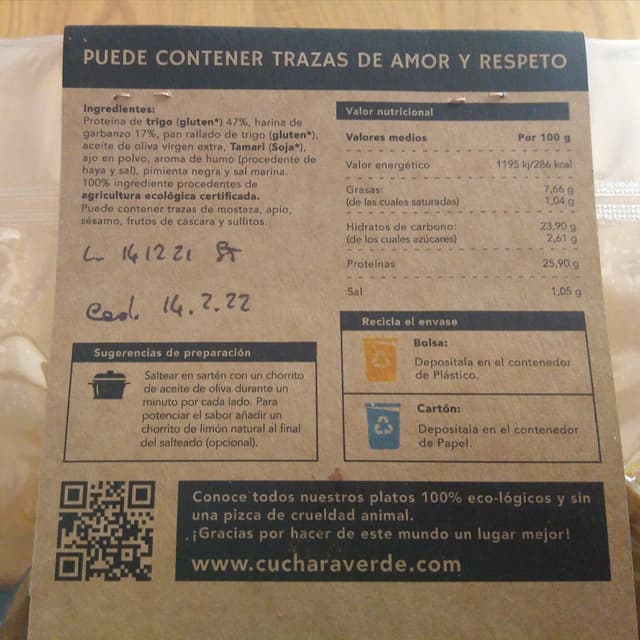 PUEDE CONTENER TRAZAS DE AMOR Y RESPETO
Ingredientes:
Proteína de trigo (gluten*) 47%, harina de
garbanzo 17%, pan rallado de trigo (gluten*),
aceite de oliva virgen extra, Tamari (Soja*),
ajo en polvo, aroma de humo (procedente de
haya y sal), pimienta negra y sal marina.
100% ingrediente procedentes de
agricultura ecológica certificada.
Puede contener trazas de mostaza, apio,
sésamo, frutos de cáscara y sulfitos.
L- 141221
Cad. 14.2.22
Sugerencias de preparación
Saltear en sartén con un chorrito
de aceite de oliva durante un
minuto por cada lado. Para
potenciar el sabor añadir un
chorrito de limón natural al final
del salteado (opcional).
Valor nutricional
Valores medios Por 100 g
Valor energético 1195 kj/286 kcal
Grasas: 7,66 g
(de las cuales saturadas) 1,04 g
Hidratos de carbono: 23,90 g
(de los cuales azúcares) 2,61 g
Proteínas 25,90 g
Sal 1,05 g
Recicla el envase
Bolsa:
Deposítala en el contenedor
de Plástico.
Cartón:
Deposítala en el contenedor
de Papel.
Conoce todos nuestros platos 100% eco-lógicos y sin
una pizca de crueldad animal.
¡Gracias por hacer de este mundo un lugar mejor!
www.cucharaverde.com